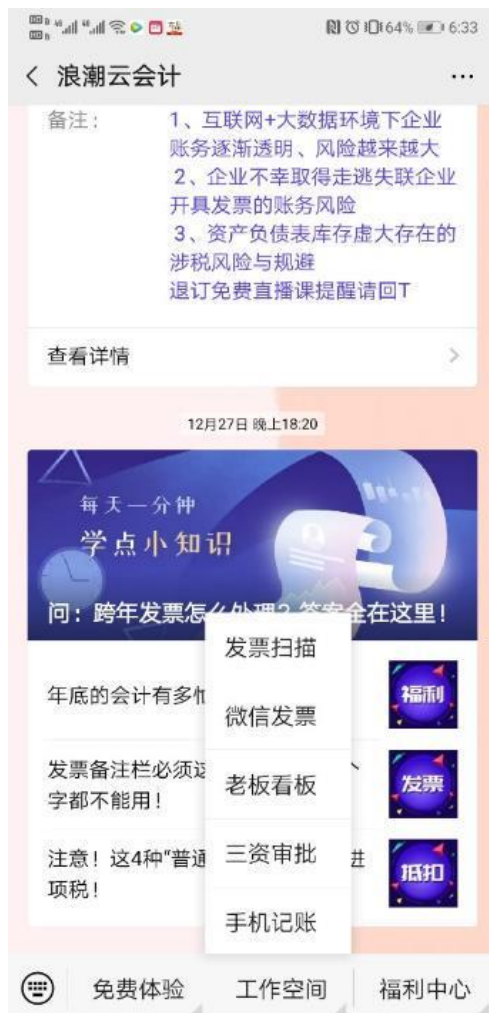 64% 6:33
浪潮云会计
备注: 1、互联网+大数据环境下企业
账务逐渐透明、风险越来越大
2、企业不幸取得走逃失联企业
开具发票的账务风险
3、资产负债表库存虚大存在的
涉税风险与规避
退订免费直播课提醒请回T
查看详情
12月27日 晚上18:20
每天一分钟
学点小知识
问：跨年发票怎么处理？答案全在这里！
发票扫描
年底的会计有多忙
福利
微信发票
发票备注栏必须这
字都不能用！
发票
老板看板
注意！这4种“普通
进
项税！
抵扣
三资审批
手机记账
免费体验 工作空间 福利中心